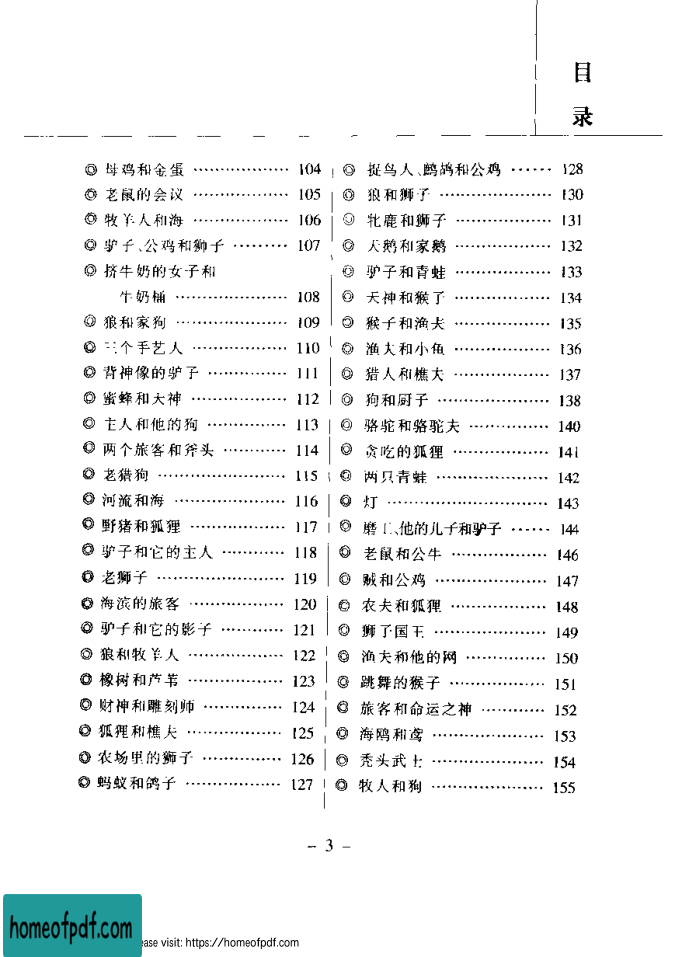 目
录
◎ 母鸡和金蛋 ·················· 104
◎ 老鼠的会议 ·················· 105
◎ 牧羊人和海 ·················· 106
◎ 驴子、公鸡和狮子 ········· 107
◎ 挤牛奶的女子和
牛奶桶 ····················· 108
◎ 狼和家狗 ····················· 109
◎ 三个手艺人 ·················· 110
◎ 背神像的驴子 ··············· 111
◎ 蜜蜂和天神 ·················· 112
◎ 主人和他的狗 ··············· 113
◎ 两个旅客和斧头 ············ 114
◎ 老猎狗 ························ 115
◎ 河流和海 ····················· 116
◎ 野猪和狐狸 ·················· 117
◎ 驴子和它的主人 ············ 118
◎ 老狮子 ························ 119
◎ 海滨的旅客 ·················· 120
◎ 驴子和它的影子 ············ 121
◎ 狼和牧羊人 ·················· 122
◎ 橡树和芦苇 ·················· 123
◎ 财神和雕刻师 ··············· 124
◎ 狐狸和樵夫 ·················· 125
◎ 农场里的狮子 ··············· 126
◎ 蚂蚁和鸽子 ·················· 127
◎ 捉鸟人、鹧鸪和公鸡 ······ 128
◎ 狼和狮子 ····················· 130
◎ 牝鹿和狮子 ·················· 131
◎ 天鹅和家鹅 ·················· 132
◎ 驴子和青蛙 ·················· 133
◎ 天神和猴子 ·················· 134
◎ 猴子和渔夫 ·················· 135
◎ 渔夫和小鱼 ·················· 136
◎ 猎人和樵夫 ·················· 137
◎ 狗和厨子 ····················· 138
◎ 骆驼和骆驼夫 ··············· 140
◎ 贪吃的狐狸 ·················· 141
◎ 两只青蛙 ····················· 142
◎ 灯 ······························ 143
◎ 磨工、他的儿子和驴子 ······ 144
◎ 老鼠和公牛 ·················· 146
◎ 贼和公鸡 ····················· 147
◎ 农夫和狐狸 ·················· 148
◎ 狮子国王 ····················· 149
◎ 渔夫和他的网 ··············· 150
◎ 跳舞的猴子 ·················· 151
◎ 旅客和命运之神 ············ 152
◎ 海鸥和鸢 ····················· 153
◎ 秃头武士 ····················· 154
◎ 牧人和狗 ····················· 155
– 3 –
homeofpdf.com
ease visit: https://homeofpdf.com